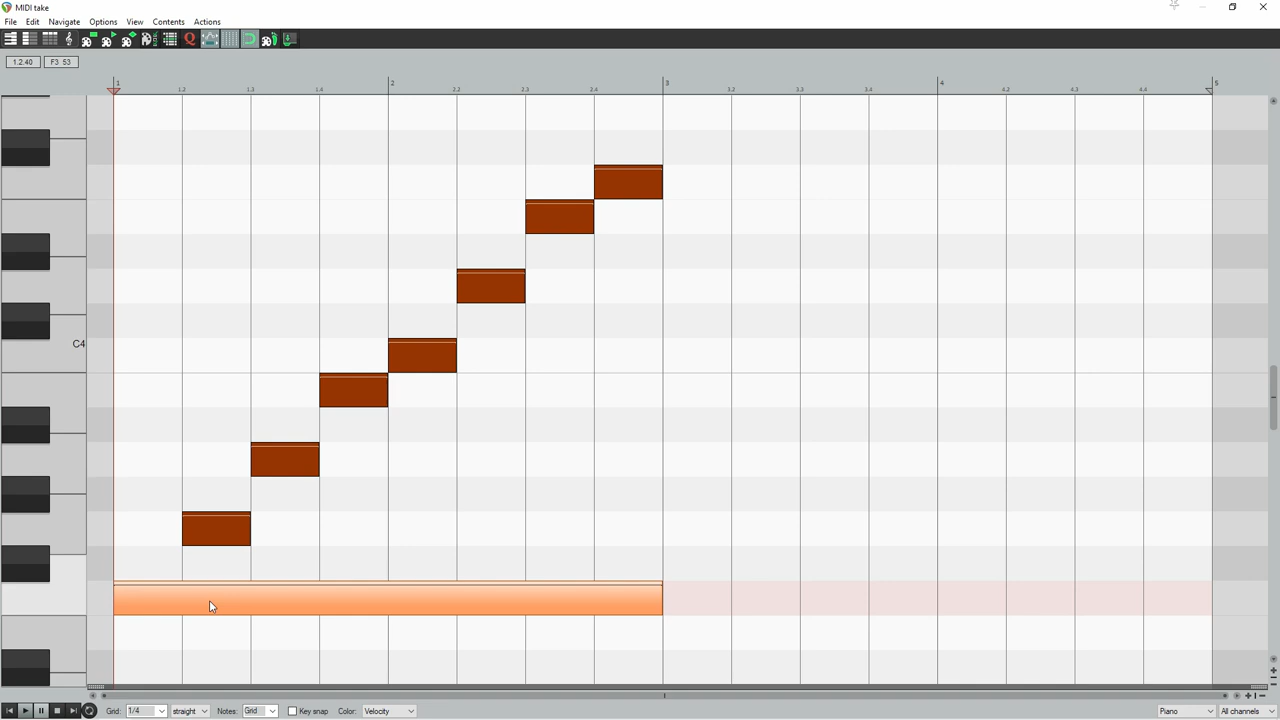 MIDI take
File Edit Navigate Options View Contents Actions
Q
1.2.40 F3 53
1 2 3 4 5
1.2 1.3 1.4 2.2 2.3 2.4 3.2 3.3 3.4 4.2 4.3 4.4
C4
Grid: 1/4 straight Notes: Grid Key snap Color: Velocity Piano All channels